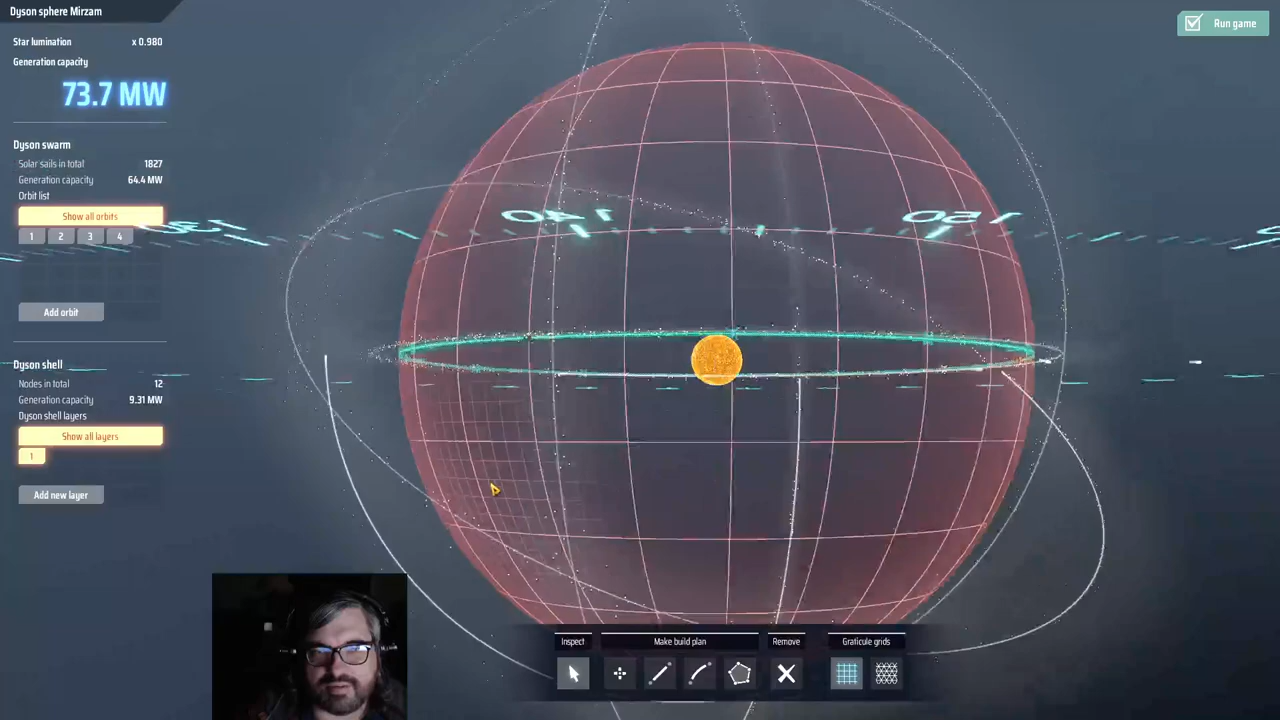 Dyson sphere Mirzam
Run game
Star lumination x 0.980
Generation capacity
73.7 MW
Dyson swarm
Solar sails in total 1827
Generation capacity 64.4 MW
Orbit list
Show all orbits
1 2 3 4
140 150
Add orbit
Dyson shell
Nodes in total 12
Generation capacity 9.31 MW
Dyson shell layers
Show all layers
1
Add new layer
Inspect Make build plan Remove Graticule grids